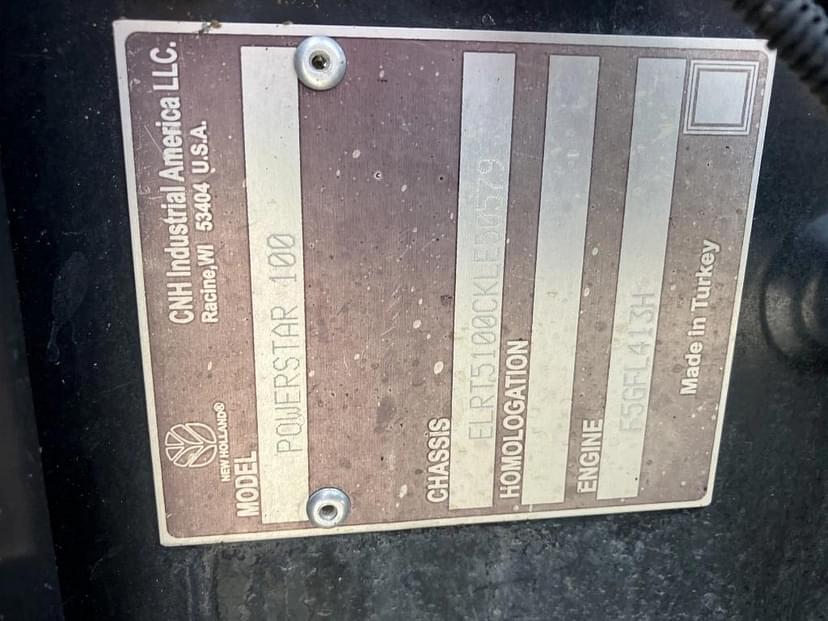 NEW HOLLAND®
CNH Industrial America LLC.
Racine,WI 53404 U.S.A.
MODEL
POWERSTAR 100
CHASSIS
ELRT5100CKLE30579
HOMOLOGATION
ENGINE
F5GFL413H
Made in Turkey